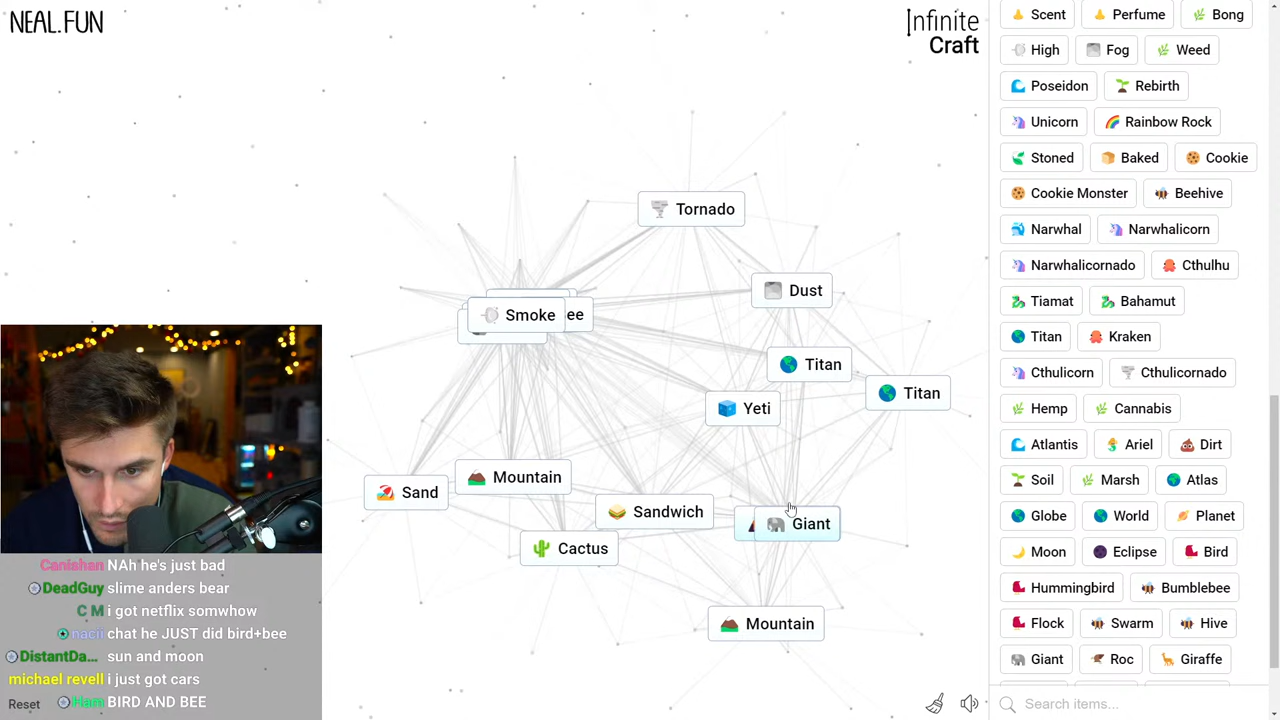 NEAL.FUN
Infinite
Craft
Tornado
Dust
Smoke
ee
Titan
Titan
Yeti
Mountain
Sand
Sandwich
Giant
Cactus
Mountain
Canishan NAh he's just bad
DeadGuy slime anders bear
C M i got netflix somwhow
nacii chat he JUST did bird+bee
DistantDa... sun and moon
michael revell i just got cars
Ham BIRD AND BEE
Reset
Scent Perfume Bong
High Fog Weed
Poseidon Rebirth
Unicorn Rainbow Rock
Stoned Baked Cookie
Cookie Monster Beehive
Narwhal Narwhalicorn
Narwhalicornado Cthulhu
Tiamat Bahamut
Titan Kraken
Cthulicorn Cthulicornado
Hemp Cannabis
Atlantis Ariel Dirt
Soil Marsh Atlas
Globe World Planet
Moon Eclipse Bird
Hummingbird Bumblebee
Flock Swarm Hive
Giant Roc Giraffe
Search items...